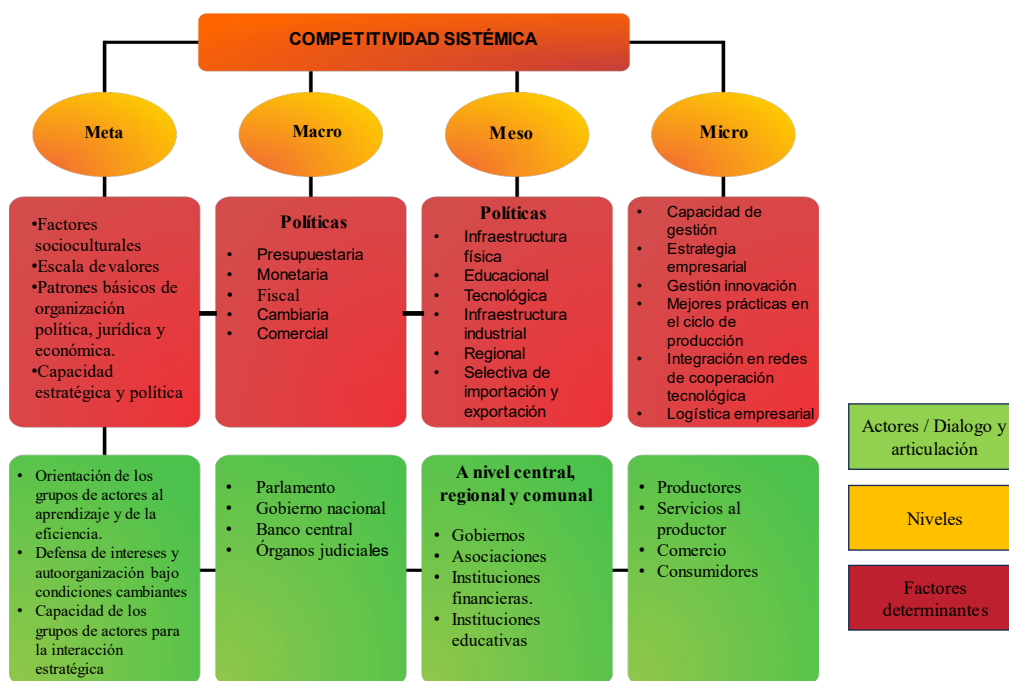 COMPETITIVIDAD SISTÉMICA
Meta
Macro
Meso
Micro
•Factores
socioculturales
•Escala de valores
•Patrones básicos de
organización
política, jurídica y
económica.
•Capacidad
estratégica y política
Políticas
• Presupuestaria
• Monetaria
• Fiscal
• Cambiaria
• Comercial
Políticas
• Infraestructura
física
• Educacional
• Tecnológica
• Infraestructura
industrial
• Regional
• Selectiva de
importación y
exportación
• Capacidad de
gestión
• Estrategia
empresarial
• Gestión innovación
• Mejores prácticas en
el ciclo de
producción
• Integración en redes
de cooperación
tecnológica
• Logística empresarial
• Orientación de los
grupos de actores al
aprendizaje y de la
eficiencia.
• Defensa de intereses y
autoorganización bajo
condiciones cambiantes
• Capacidad de los
grupos de actores para
la interacción
estratégica
• Parlamento
• Gobierno nacional
• Banco central
• Órganos judiciales
A nivel central,
regional y comunal
• Gobiernos
• Asociaciones
• Instituciones
financieras.
• Instituciones
educativas
• Productores
• Servicios al
productor
• Comercio
• Consumidores
Actores / Dialogo y
articulación
Niveles
Factores
determinantes